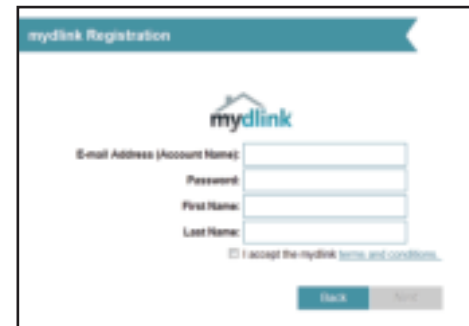 mydlink Registration
mydlink
E-mail Address (Account Name):
Password:
First Name:
Last Name:
I accept the mydlink terms and conditions.
Back Next